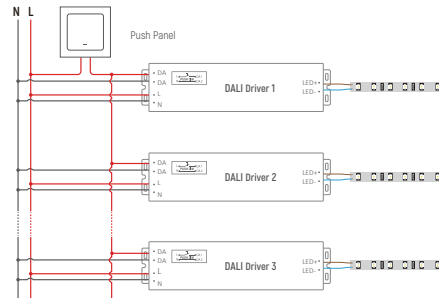 N L
Push Panel
DA
DA
L
N
DALI Driver 1
LED+
LED-
DA
DA
L
N
DALI Driver 2
LED+
LED-
DA
DA
L
N
DALI Driver 3
LED+
LED-